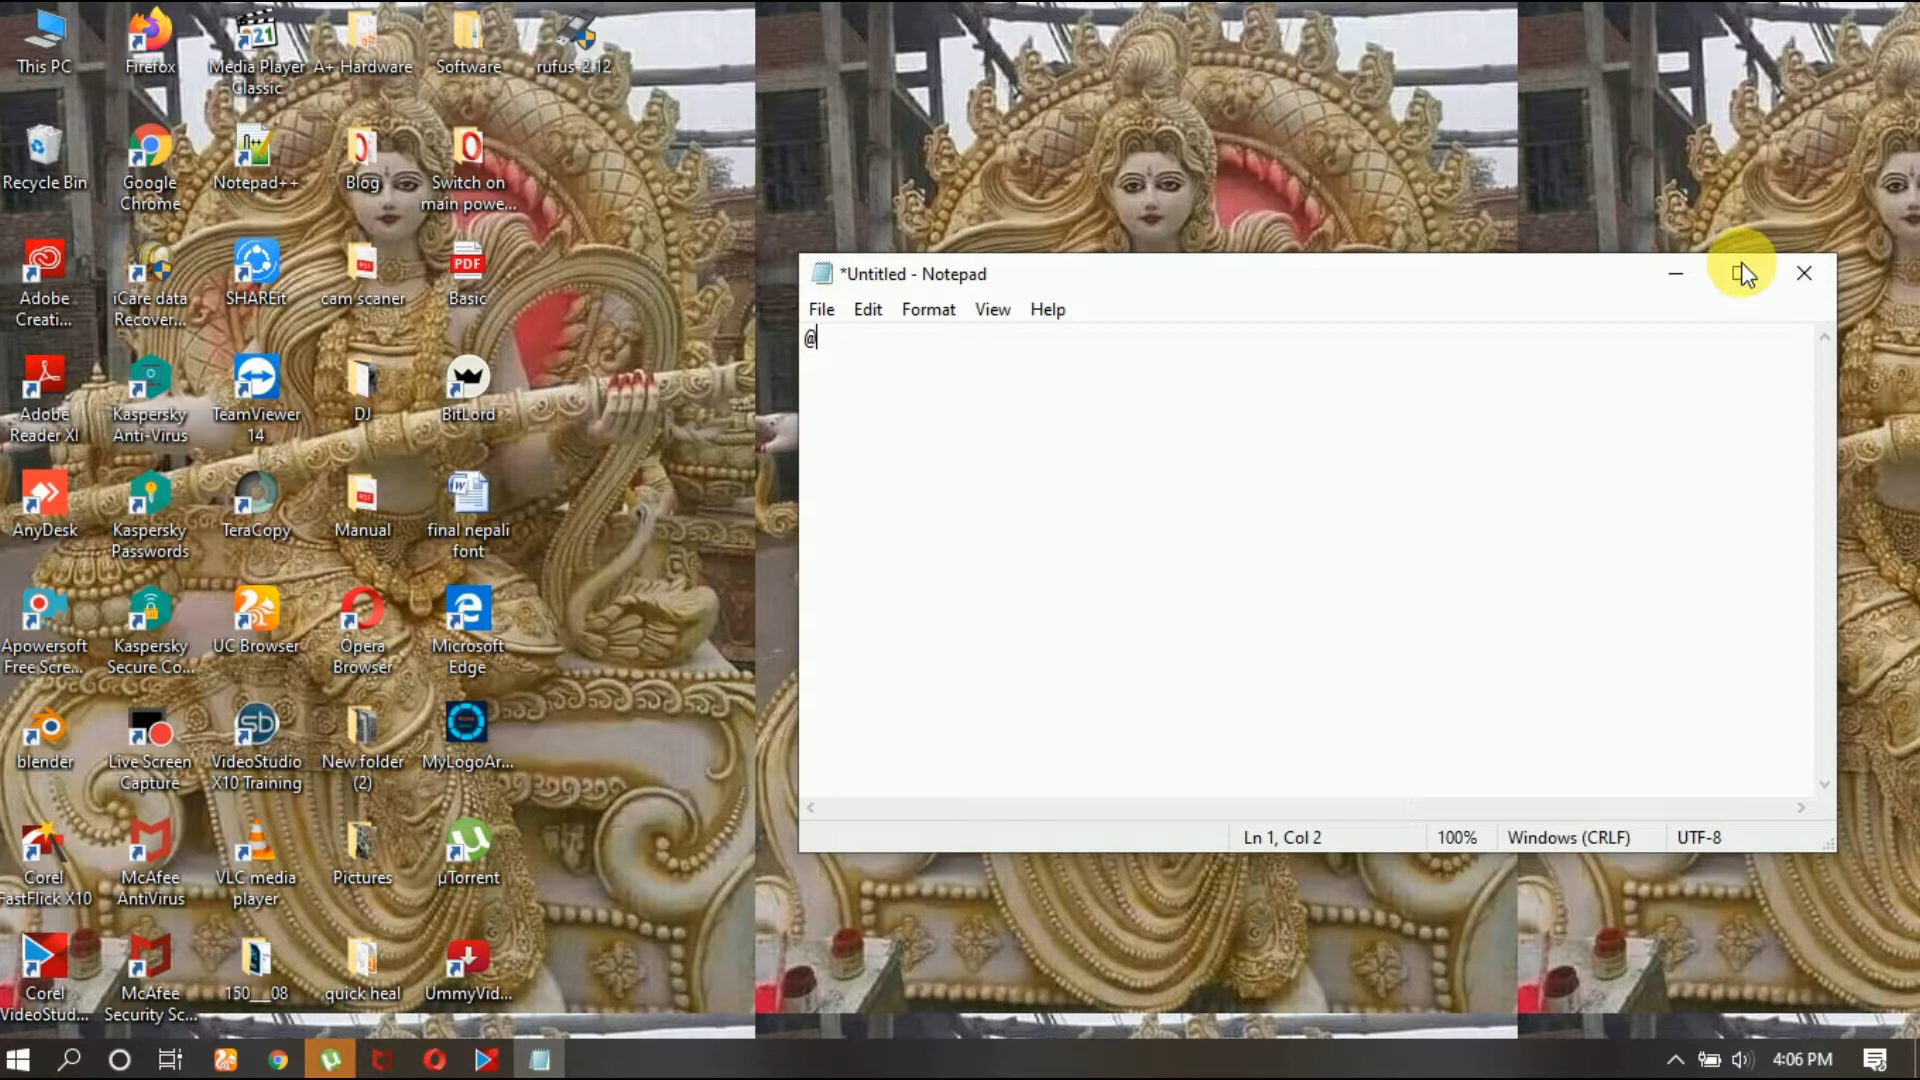 This PC
Firefox
Media Player
Classic
A+ Hardware
Software
rufus-2.12
Recycle Bin
Google
Chrome
Notepad++
Blog
Switch on
main powe...
Adobe
Creati...
iCare data
Recover...
SHAREit
cam scaner
PDF
Basic
Adobe
Reader XI
Kaspersky
Anti-Virus
TeamViewer
14
DJ
BitLord
AnyDesk
Kaspersky
Passwords
TeraCopy
Manual
final nepali
font
Apowersoft
Free Scre...
Kaspersky
Secure Co...
UC Browser
Opera
Browser
Microsoft
Edge
blender
Live Screen
Capture
VideoStudio
X10 Training
New folder
(2)
MyLogoAr...
Corel
FastFlick X10
McAfee
AntiVirus
VLC media
player
Pictures
µTorrent
Corel
VideoStud...
McAfee
Security Sc...
150___08
quick heal
UmmyVid...
*Untitled - Notepad
File Edit Format View Help
@
Ln 1, Col 2 100% Windows (CRLF) UTF-8
4:06 PM